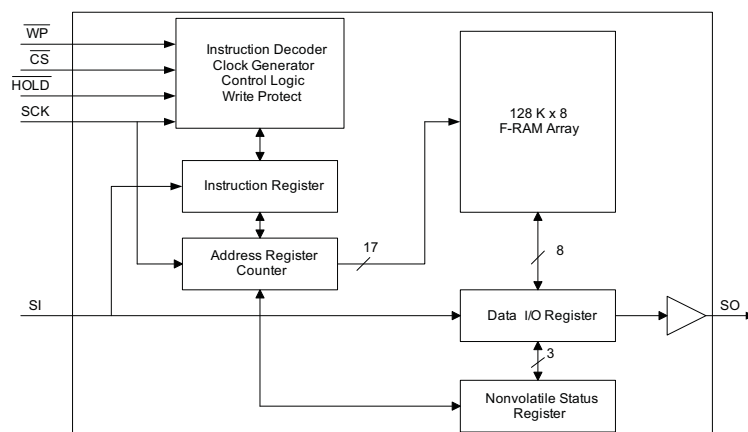 WP
CS
HOLD
SCK
Instruction Decoder
Clock Generator
Control Logic
Write Protect
128 K x 8
F-RAM Array
Instruction Register
Address Register
Counter
17
8
SI
Data I/O Register
SO
3
Nonvolatile Status
Register